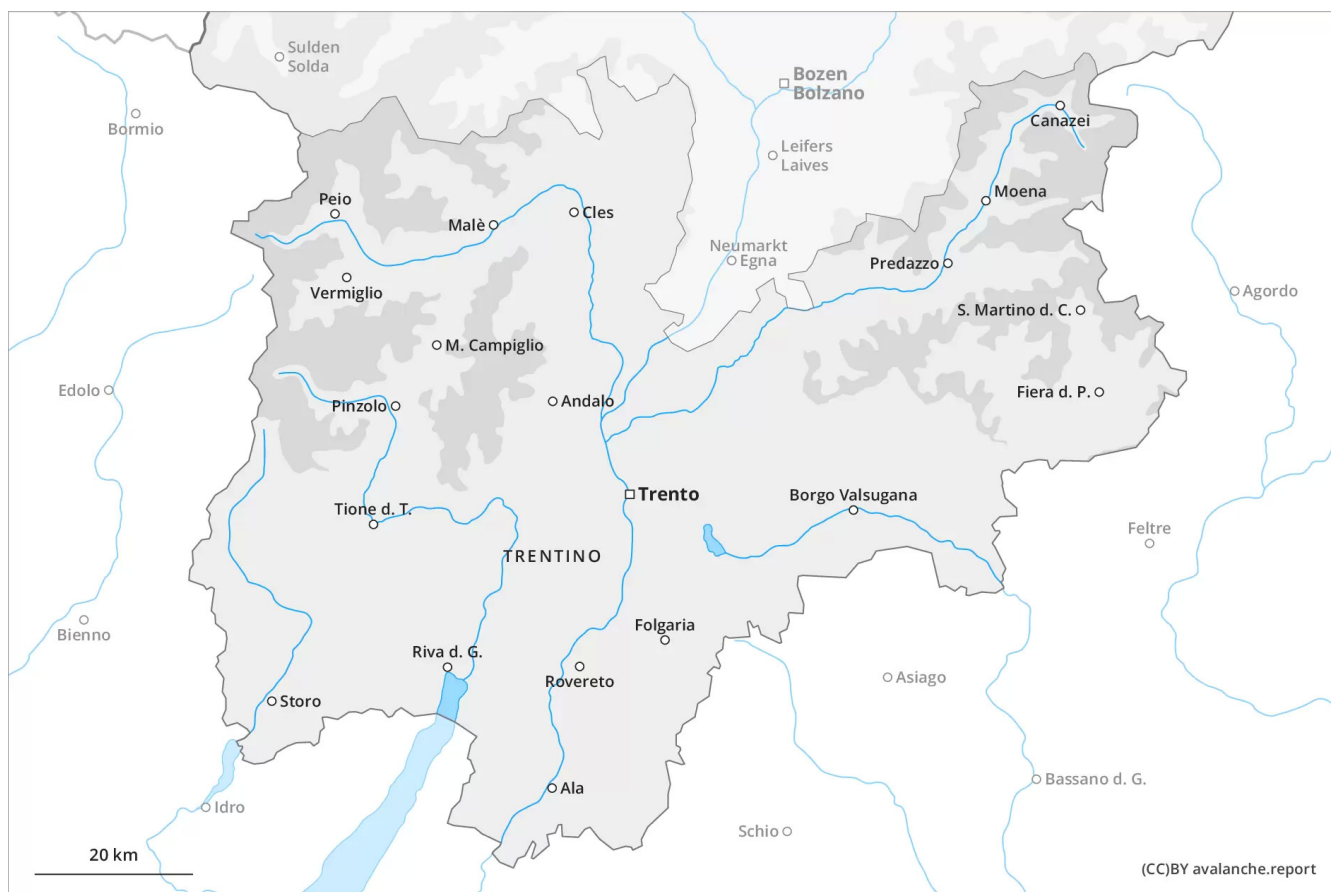 Sulden
Solda
Bozen
Bolzano
Bormio
Canazei
Leifers
Laives
Peio
Moena
Malè
Cles
Neumarkt
Egna
Predazzo
Vermiglio
Agordo
S. Martino d. C.
M. Campiglio
Edolo
Fiera d. P.
Andalo
Pinzolo
Trento
Borgo Valsugana
Tione d. T.
Feltre
TRENTINO
Bienno
Folgaria
Riva d. G.
Rovereto
Asiago
Storo
Bassano d. G.
Ala
Idro
Schio
20 km
(CC)BY avalanche.report